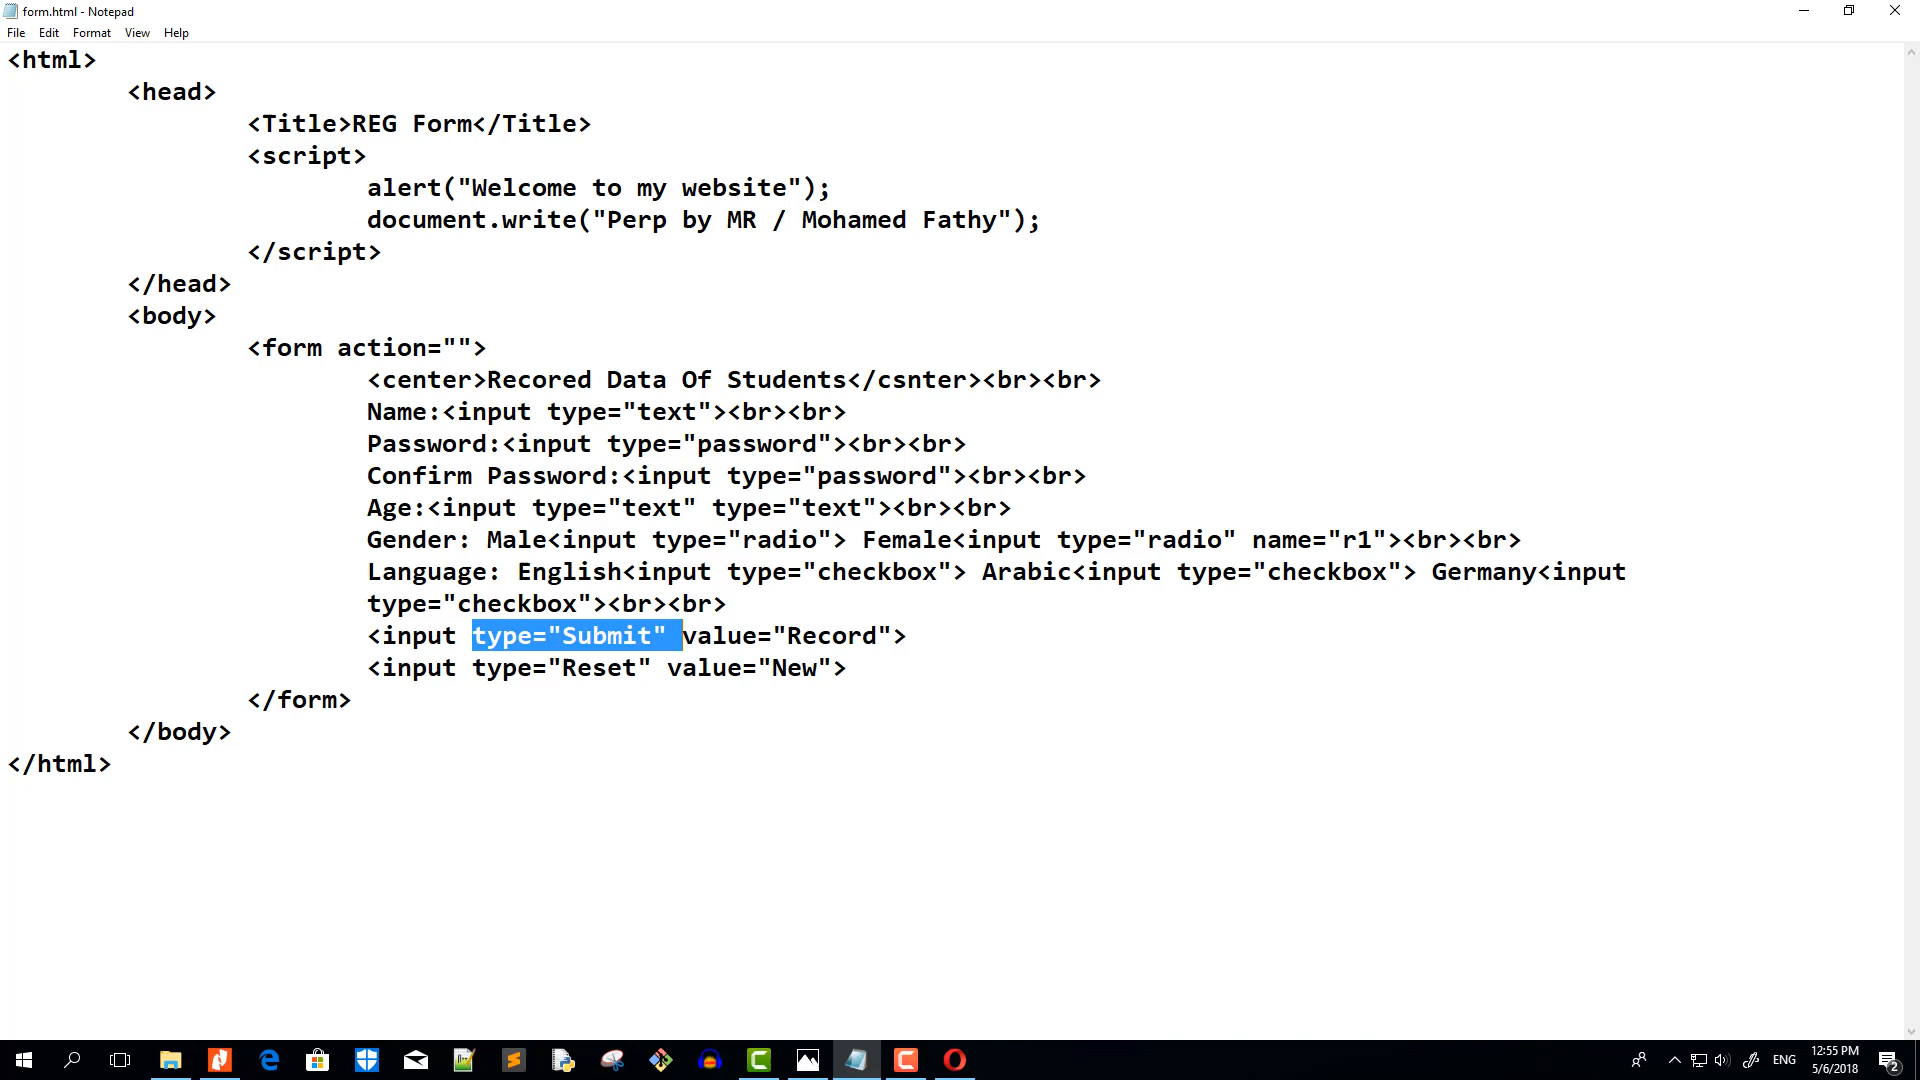 form.html - Notepad
File Edit Format View Help
<html>
<head>
<Title>REG Form</Title>
<script>
alert("Welcome to my website");
document.write("Perp by MR / Mohamed Fathy");
</script>
</head>
<body>
<form action="">
<center>Recored Data Of Students</csnter><br><br>
Name:<input type="text"><br><br>
Password:<input type="password"><br><br>
Confirm Password:<input type="password"><br><br>
Age:<input type="text" type="text"><br><br>
Gender: Male<input type="radio"> Female<input type="radio" name="r1"><br><br>
Language: English<input type="checkbox"> Arabic<input type="checkbox"> Germany<input
type="checkbox"><br><br>
<input type="Submit" value="Record">
<input type="Reset" value="New">
</form>
</body>
</html>
ENG
12:55 PM
5/6/2018
2